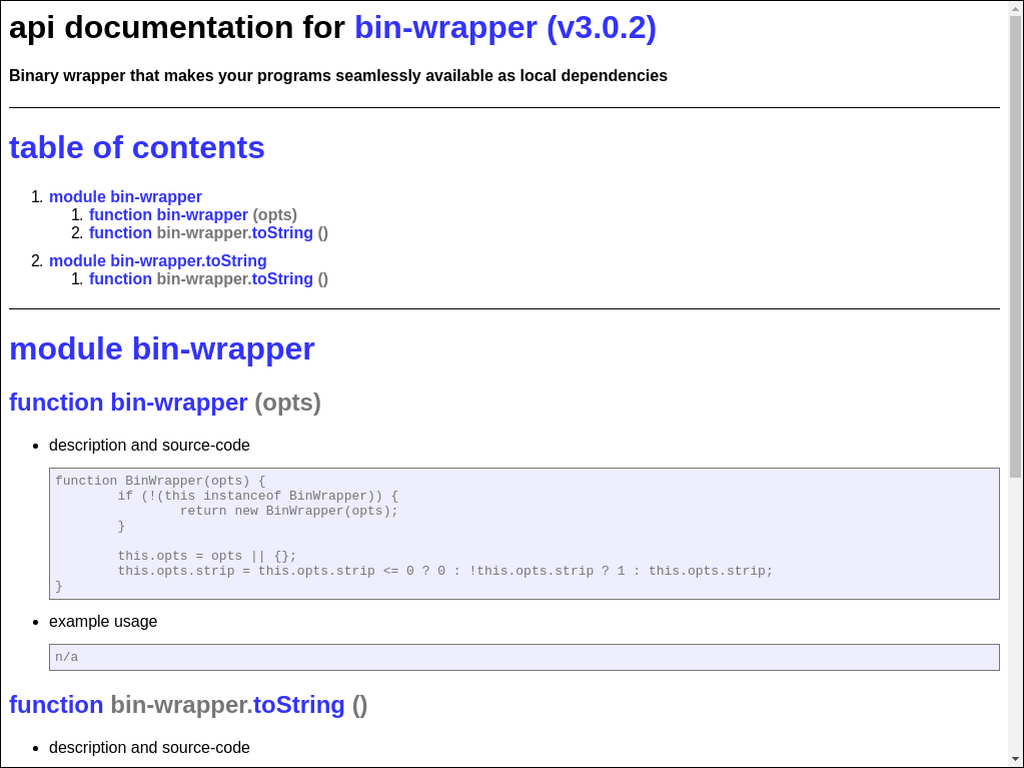 api documentation for bin-wrapper (v3.0.2)
Binary wrapper that makes your programs seamlessly available as local dependencies
table of contents
1. module bin-wrapper
1. function bin-wrapper (opts)
2. function bin-wrapper.toString ()
2. module bin-wrapper.toString
1. function bin-wrapper.toString ()
module bin-wrapper
function bin-wrapper (opts)
• description and source-code
function BinWrapper(opts) {
        if (!(this instanceof BinWrapper)) {
                return new BinWrapper(opts);
        }

        this.opts = opts || {};
        this.opts.strip = this.opts.strip <= 0 ? 0 : !this.opts.strip ? 1 : this.opts.strip;
}
• example usage
n/a
function bin-wrapper.toString ()
• description and source-code